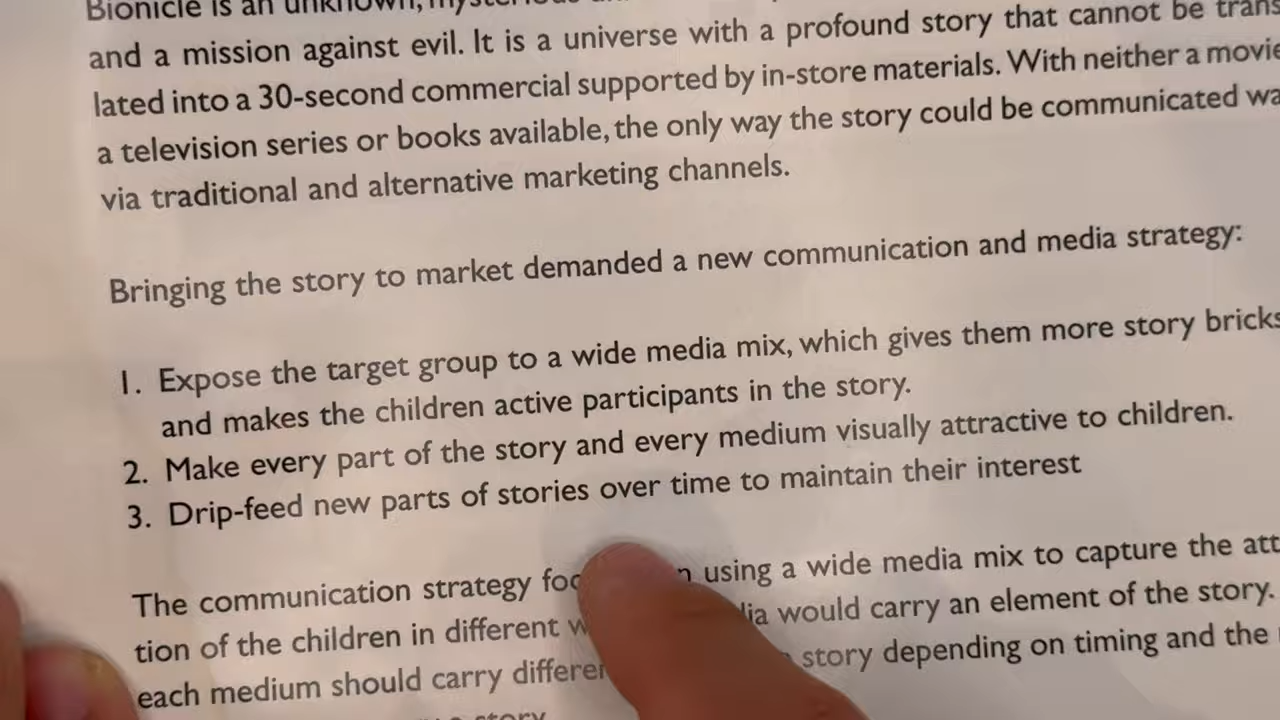 Bionicle is an unknown,
and a mission against evil. It is a universe with a profound story that cannot be trans
lated into a 30-second commercial supported by in-store materials. With neither a movie
a television series or books available, the only way the story could be communicated wa
via traditional and alternative marketing channels.
Bringing the story to market demanded a new communication and media strategy:
1. Expose the target group to a wide media mix, which gives them more story bricks
and makes the children active participants in the story.
2. Make every part of the story and every medium visually attractive to children.
3. Drip-feed new parts of stories over time to maintain their interest
The communication strategy foc n using a wide media mix to capture the att
tion of the children in different w dia would carry an element of the story.
each medium should carry differen story depending on timing and the
story